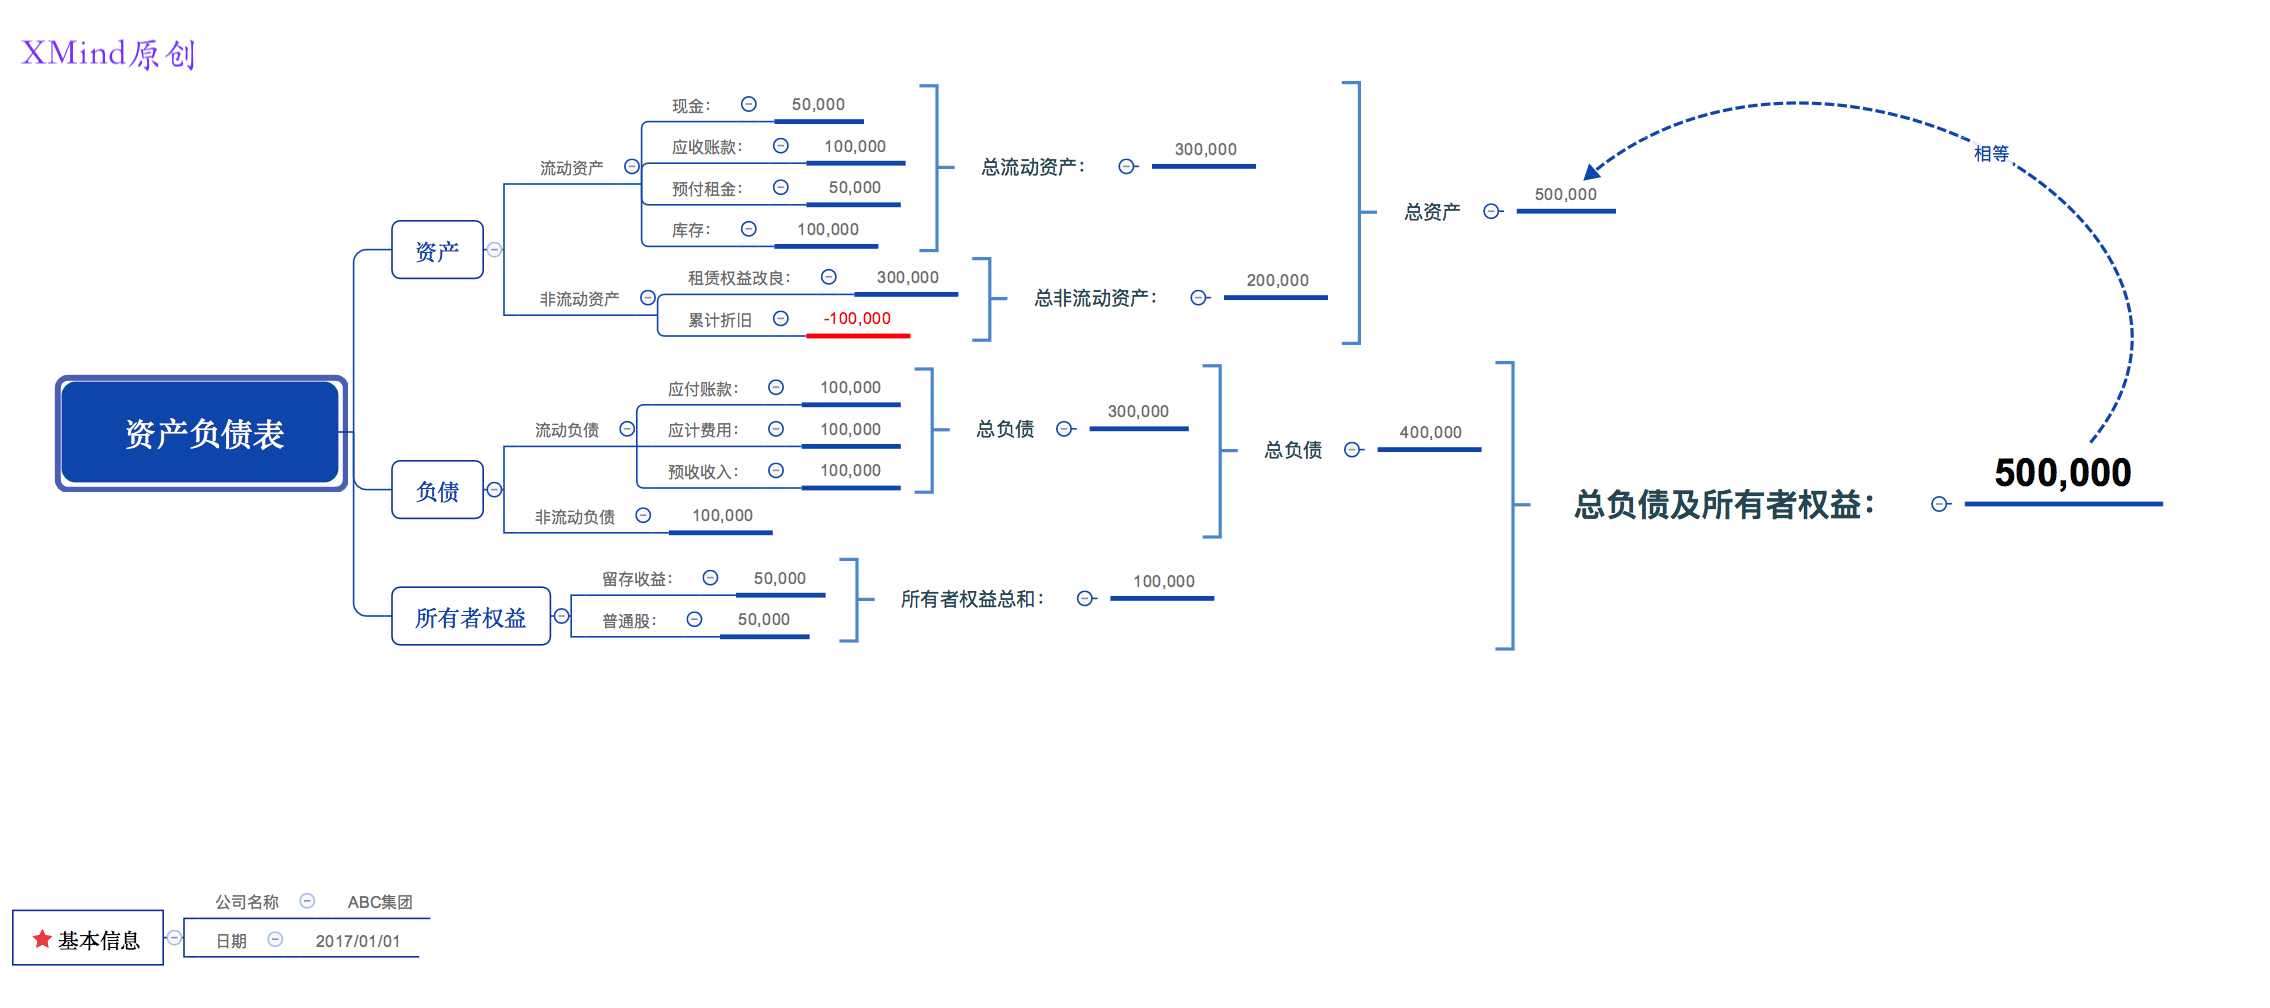 XMind原创
现金： 50,000
应收账款： 100,000
流动资产
预付租金： 50,000
库存： 100,000
总流动资产： 300,000
资产
非流动资产
租赁权益改良： 300,000
累计折旧 -100,000
总非流动资产： 200,000
总资产 500,000
相等
资产负债表
负债
流动负债
应付账款： 100,000
应计费用： 100,000
预收收入： 100,000
总负债 300,000
非流动负债 100,000
总负债 400,000
所有者权益
留存收益： 50,000
普通股： 50,000
所有者权益总和： 100,000
总负债及所有者权益： 500,000
基本信息
公司名称 ABC集团
日期 2017/01/01